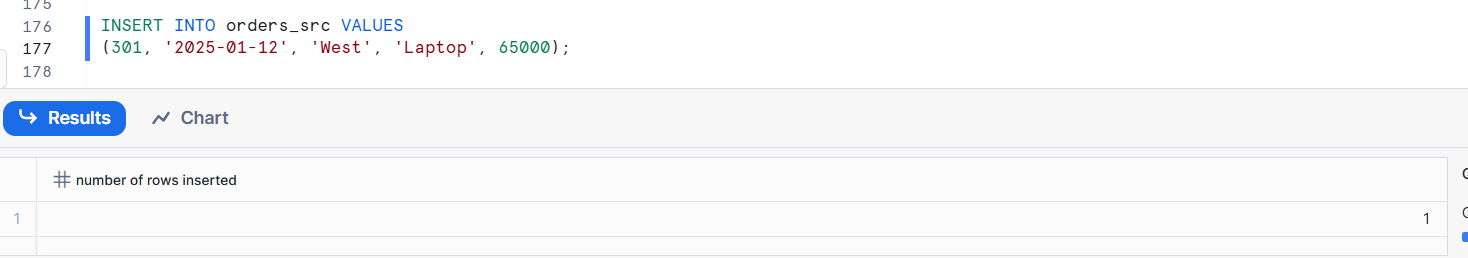 175
176 INSERT INTO orders_src VALUES
177 (301, '2025-01-12', 'West', 'Laptop', 65000);
178
Results Chart
number of rows inserted
1 1